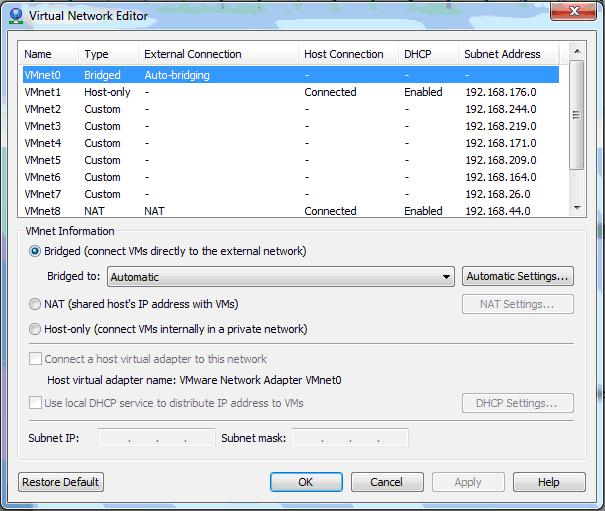 Virtual Network Editor
Name Type External Connection Host Connection DHCP Subnet Address
VMnet0 Bridged Auto-bridging - - -
VMnet1 Host-only - Connected Enabled 192.168.176.0
VMnet2 Custom - - - 192.168.244.0
VMnet3 Custom - - - 192.168.219.0
VMnet4 Custom - - - 192.168.171.0
VMnet5 Custom - - - 192.168.209.0
VMnet6 Custom - - - 192.168.164.0
VMnet7 Custom - - - 192.168.26.0
VMnet8 NAT NAT Connected Enabled 192.168.44.0
VMnet Information
Bridged (connect VMs directly to the external network)
Bridged to: Automatic Automatic Settings...
NAT (shared host's IP address with VMs) NAT Settings...
Host-only (connect VMs internally in a private network)
Connect a host virtual adapter to this network
Host virtual adapter name: VMware Network Adapter VMnet0
Use local DHCP service to distribute IP address to VMs DHCP Settings...
Subnet IP: . . . Subnet mask: . . .
Restore Default OK Cancel Apply Help